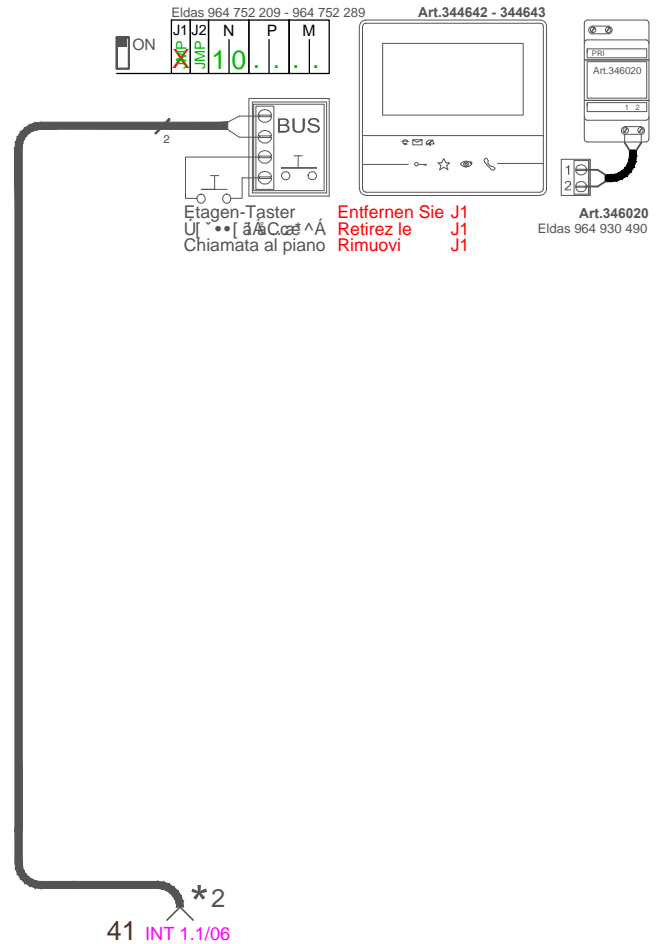 Eldas 964 752 209 - 964 752 289
Art.344642 - 344643
ON
J1 J2 N P M
JMP JMP 1 0 . . . .
PRI
Art.346020
1 2
BUS
2
1
2
Etagen-Taster
Chiamata al piano
Entfernen Sie J1
Retirez le J1
Rimuovi J1
Art.346020
Eldas 964 930 490
*2
41 INT 1.1/06